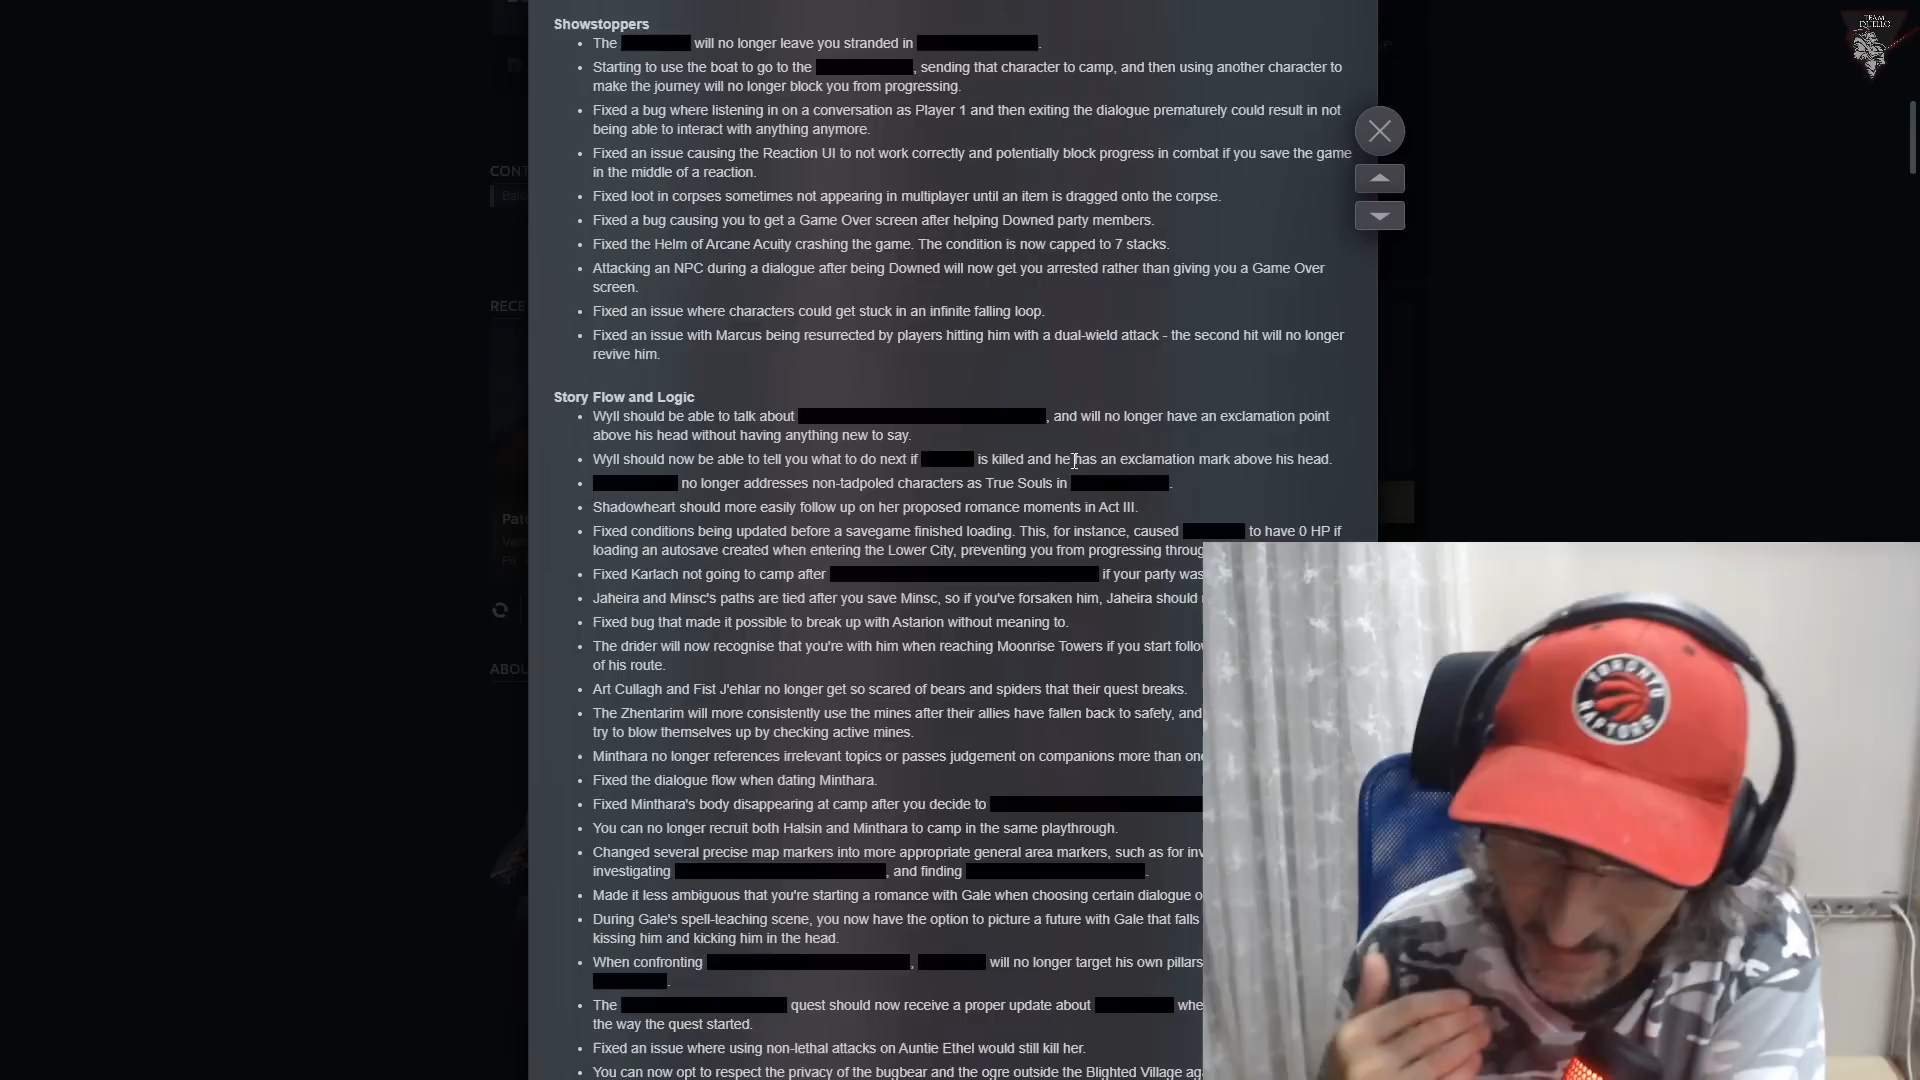 TEAM
DUELLO
Showstoppers
• The will no longer leave you stranded in .
• Starting to use the boat to go to the , sending that character to camp, and then using another character to
make the journey will no longer block you from progressing.
• Fixed a bug where listening in on a conversation as Player 1 and then exiting the dialogue prematurely could result in not
being able to interact with anything anymore.
• Fixed an issue causing the Reaction UI to not work correctly and potentially block progress in combat if you save the game
in the middle of a reaction.
• Fixed loot in corpses sometimes not appearing in multiplayer until an item is dragged onto the corpse.
• Fixed a bug causing you to get a Game Over screen after helping Downed party members.
• Fixed the Helm of Arcane Acuity crashing the game. The condition is now capped to 7 stacks.
• Attacking an NPC during a dialogue after being Downed will now get you arrested rather than giving you a Game Over
screen.
• Fixed an issue where characters could get stuck in an infinite falling loop.
• Fixed an issue with Marcus being resurrected by players hitting him with a dual-wield attack - the second hit will no longer
revive him.
Story Flow and Logic
• Wyll should be able to talk about , and will no longer have an exclamation point
above his head without having anything new to say.
• Wyll should now be able to tell you what to do next if is killed and he has an exclamation mark above his head.
• no longer addresses non-tadpoled characters as True Souls in .
• Shadowheart should more easily follow up on her proposed romance moments in Act III.
• Fixed conditions being updated before a savegame finished loading. This, for instance, caused to have 0 HP if
loading an autosave created when entering the Lower City, preventing you from progressing throug
• Fixed Karlach not going to camp after if your party was
• Jaheira and Minsc's paths are tied after you save Minsc, so if you've forsaken him, Jaheira should
• Fixed bug that made it possible to break up with Astarion without meaning to.
• The drider will now recognise that you're with him when reaching Moonrise Towers if you start follo
of his route.
• Art Cullagh and Fist J'ehlar no longer get so scared of bears and spiders that their quest breaks.
• The Zhentarim will more consistently use the mines after their allies have fallen back to safety, and
try to blow themselves up by checking active mines.
• Minthara no longer references irrelevant topics or passes judgement on companions more than on
• Fixed the dialogue flow when dating Minthara.
• Fixed Minthara's body disappearing at camp after you decide to
• You can no longer recruit both Halsin and Minthara to camp in the same playthrough.
• Changed several precise map markers into more appropriate general area markers, such as for inv
investigating , and finding .
• Made it less ambiguous that you're starting a romance with Gale when choosing certain dialogue o
• During Gale's spell-teaching scene, you now have the option to picture a future with Gale that falls
kissing him and kicking him in the head.
• When confronting , will no longer target his own pillars
.
• The quest should now receive a proper update about whe
the way the quest started.
• Fixed an issue where using non-lethal attacks on Auntie Ethel would still kill her.
• You can now opt to respect the privacy of the bugbear and the ogre outside the Blighted Village ag
CONT
RECE
Pat
ABOU
TORONTO
RAPTORS